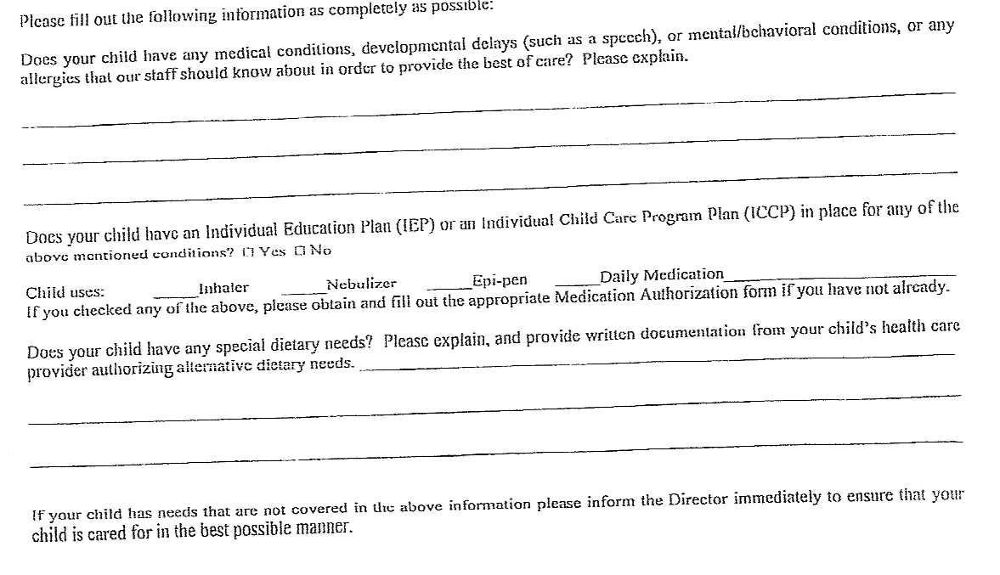 Please fill out the following information as completely as possible:
Does your child have any medical conditions, developmental delays (such as a speech), or mental/behavioral conditions, or any
allergies that our staff should know about in order to provide the best of care? Please explain.
Does your child have an Individual Education Plan (IEP) or an Individual Child Care Program Plan (ICCP) in place for any of the
above mentioned conditions? ☐ Yes ☐ No
Child uses: _____Inhaler _____Nebulizer _____Epi-pen _____Daily Medication__________________________
If you checked any of the above, please obtain and fill out the appropriate Medication Authorization form if you have not already.
Does your child have any special dietary needs? Please explain, and provide written documentation from your child's health care
provider authorizing alternative dietary needs. ______________________________
If your child has needs that are not covered in the above information please inform the Director immediately to ensure that your
child is cared for in the best possible manner.